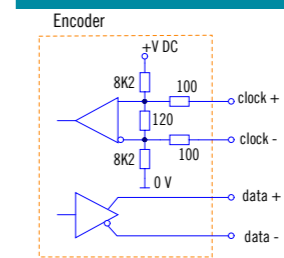 Encoder
+V DC
8K2
100
clock +
120
clock -
8K2
100
0 V
data +
data -